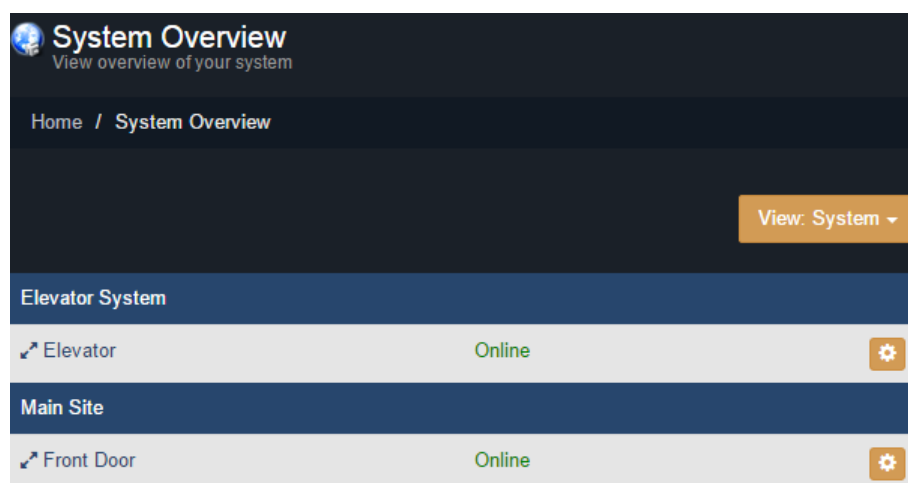 System Overview
View overview of your system
Home / System Overview
View: System
Elevator System
Elevator Online
Main Site
Front Door Online